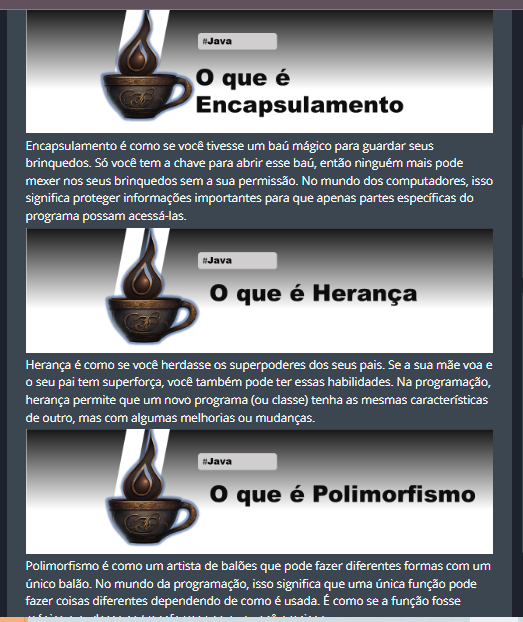 #Java
O que é
Encapsulamento
Encapsulamento é como se você tivesse um baú mágico para guardar seus
brinquedos. Só você tem a chave para abrir esse baú, então ninguém mais pode
mexer nos seus brinquedos sem a sua permissão. No mundo dos computadores, isso
significa proteger informações importantes para que apenas partes específicas do
programa possam acessá-las.
#Java
O que é Herança
Herança é como se você herdasse os superpoderes dos seus pais. Se a sua mãe voa e
o seu pai tem superforça, você também pode ter essas habilidades. Na programação,
herança permite que um novo programa (ou classe) tenha as mesmas características
de outro, mas com algumas melhorias ou mudanças.
#Java
O que é Polimorfismo
Polimorfismo é como um artista de balões que pode fazer diferentes formas com um
único balão. No mundo da programação, isso significa que uma única função pode
fazer coisas diferentes dependendo de como é usada. É como se a função fosse